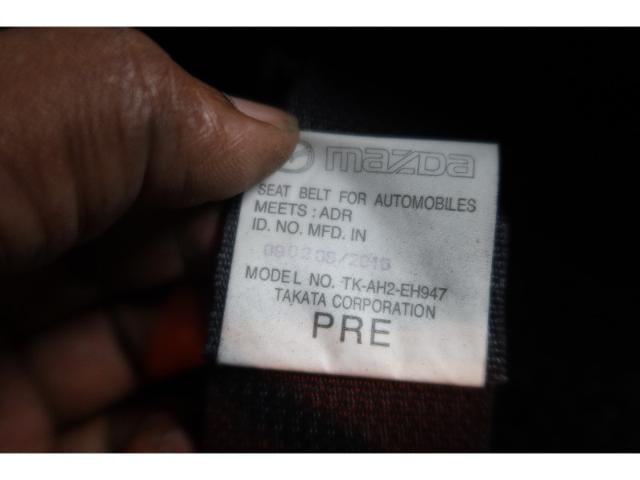 mazda
SEAT BELT FOR AUTOMOBILES
MEETS : ADR
ID. NO. MFD. IN
MODEL NO. TK-AH2-EH947
TAKATA CORPORATION
PRE